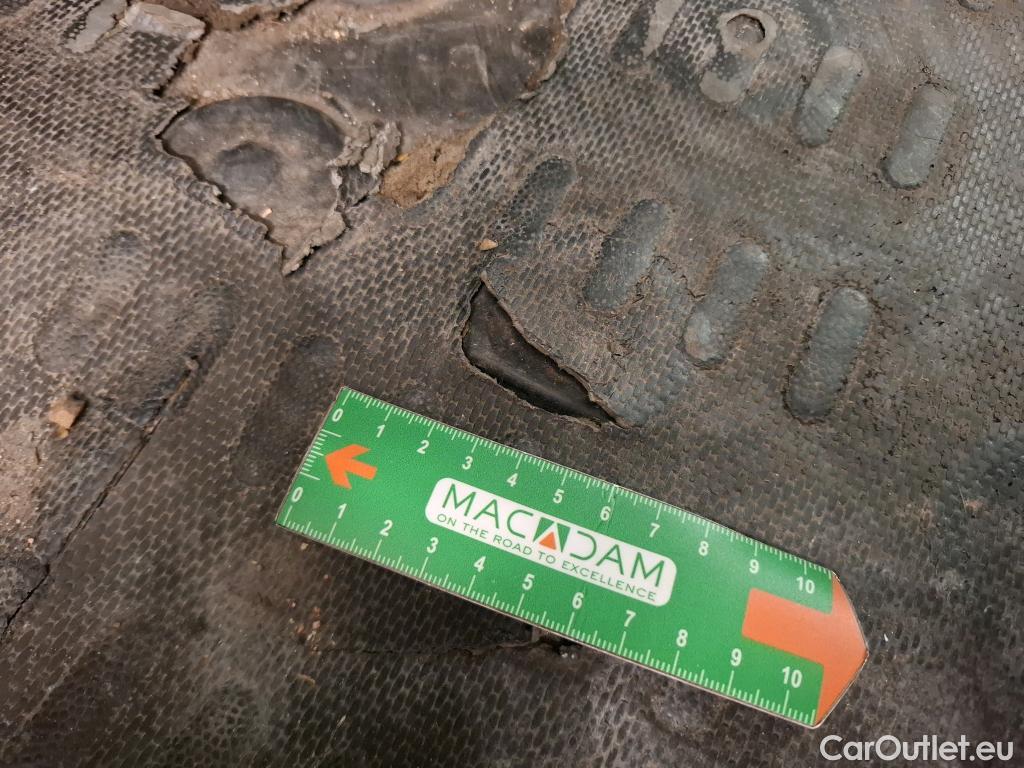 0 1 2 3 4 5 6 7 8 9 10
MACADAM
ON THE ROAD TO EXCELLENCE
0 1 2 3 4 5 6 7 8 9 10
CarOutlet.eu